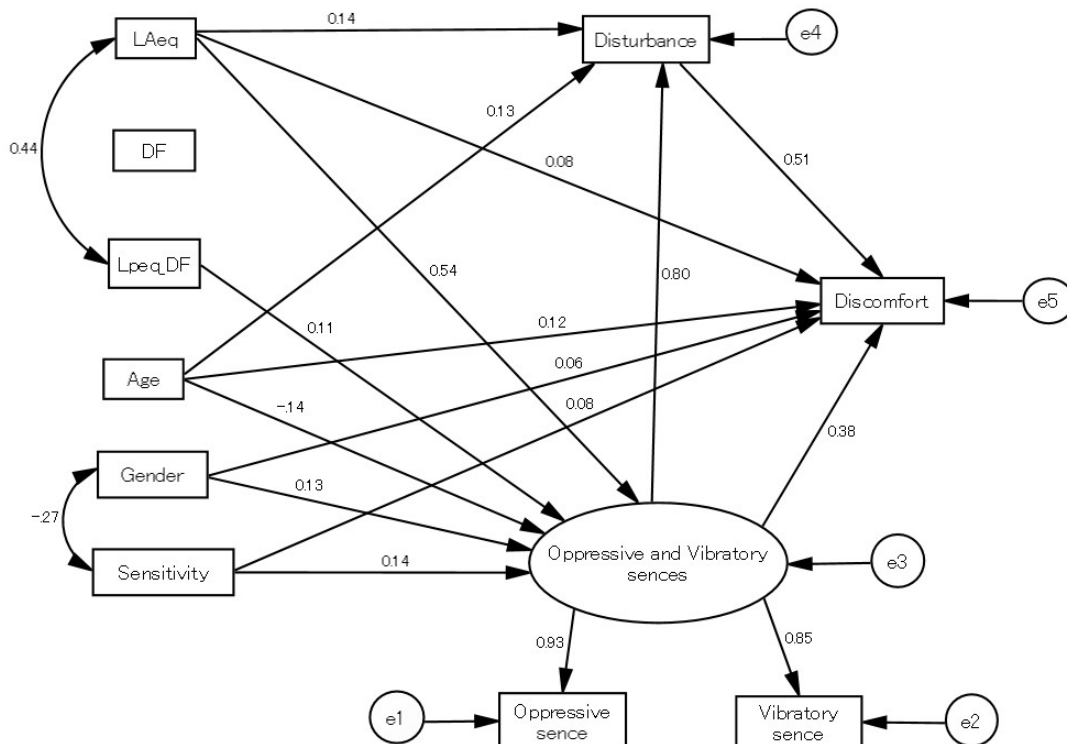 0.14
LAeq
Disturbance
e4
0.13
0.44
DF
0.08
0.51
Lpeq_DF
0.54
0.80
Discomfort
e5
0.11
0.12
Age
0.06
0.08
-.14
0.38
Gender
0.13
-.27
Sensitivity
0.14
Oppressive and Vibratory
sences
e3
0.93
0.85
e1
Oppressive
sence
Vibratory
sence
e2